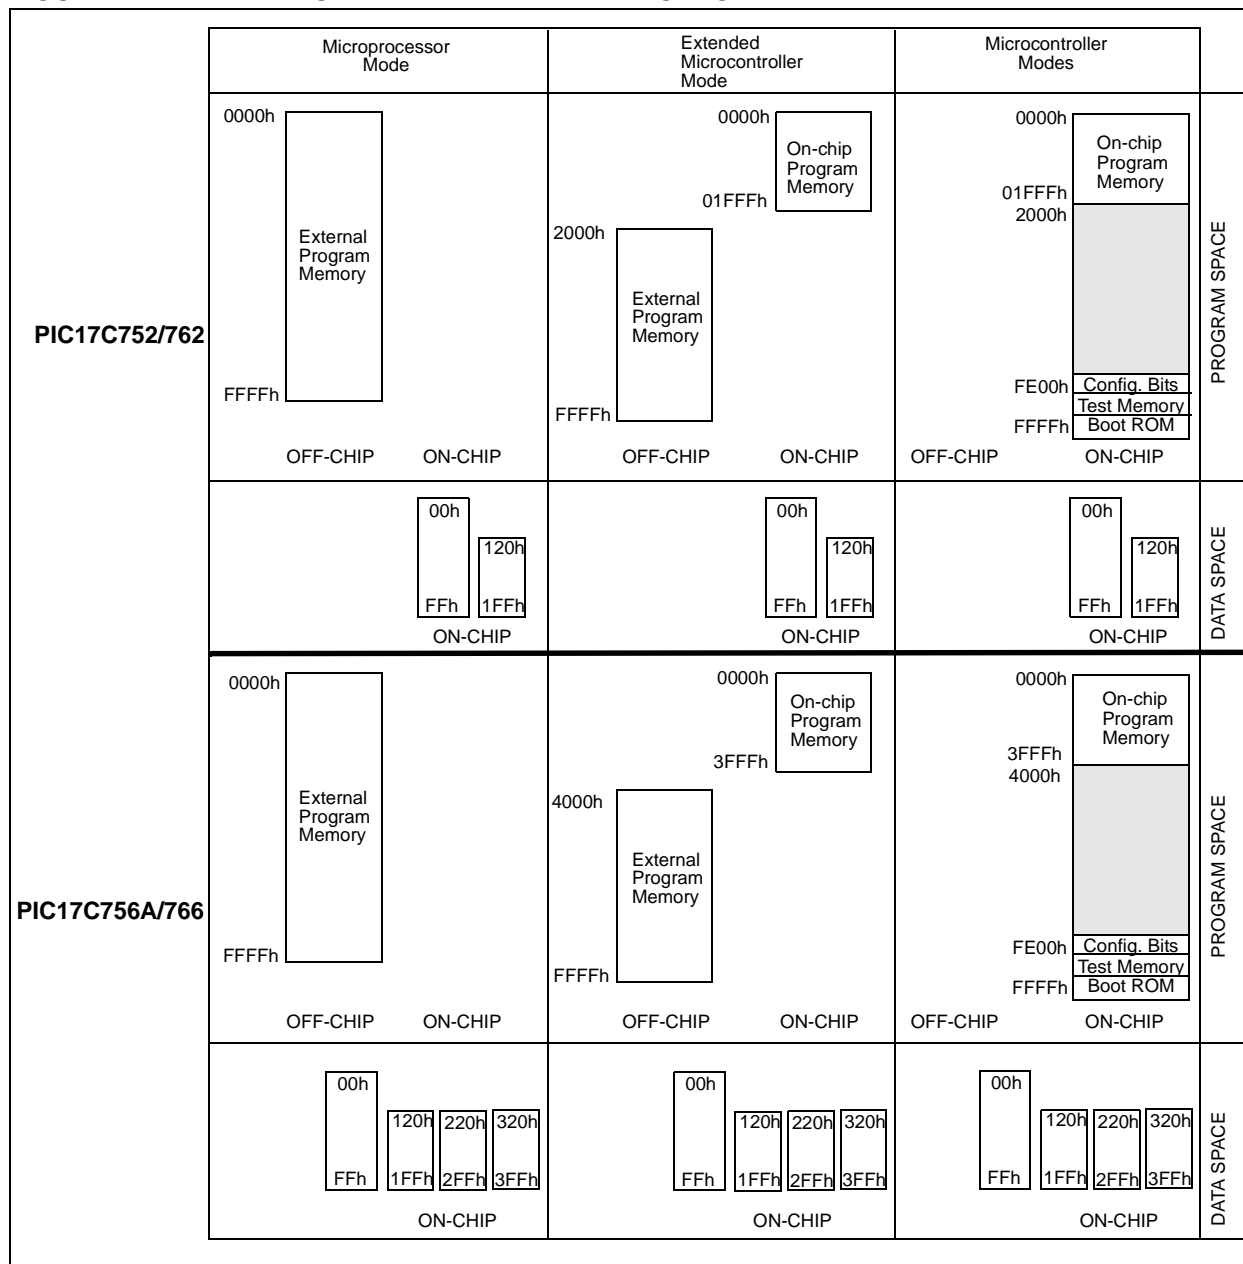 Microprocessor
Mode
Extended
Microcontroller
Mode
Microcontroller
Modes
PIC17C752/762
0000h
External
Program
Memory
FFFFh
OFF-CHIP ON-CHIP
0000h
On-chip
Program
Memory
01FFFh
2000h
External
Program
Memory
FFFFh
OFF-CHIP ON-CHIP
0000h
On-chip
Program
Memory
01FFFh
2000h
FE00h Config. Bits
Test Memory
FFFFh Boot ROM
OFF-CHIP ON-CHIP
PROGRAM SPACE
00h
120h
FFh 1FFh
ON-CHIP
00h
120h
FFh 1FFh
ON-CHIP
00h
120h
FFh 1FFh
ON-CHIP
DATA SPACE
PIC17C756A/766
0000h
External
Program
Memory
FFFFh
OFF-CHIP ON-CHIP
0000h
On-chip
Program
Memory
3FFFh
4000h
External
Program
Memory
FFFFh
OFF-CHIP ON-CHIP
0000h
On-chip
Program
Memory
3FFFh
4000h
FE00h Config. Bits
Test Memory
FFFFh Boot ROM
OFF-CHIP ON-CHIP
PROGRAM SPACE
00h
120h 220h 320h
FFh 1FFh 2FFh 3FFh
ON-CHIP
00h
120h 220h 320h
FFh 1FFh 2FFh 3FFh
ON-CHIP
00h
120h 220h 320h
FFh 1FFh 2FFh 3FFh
ON-CHIP
DATA SPACE